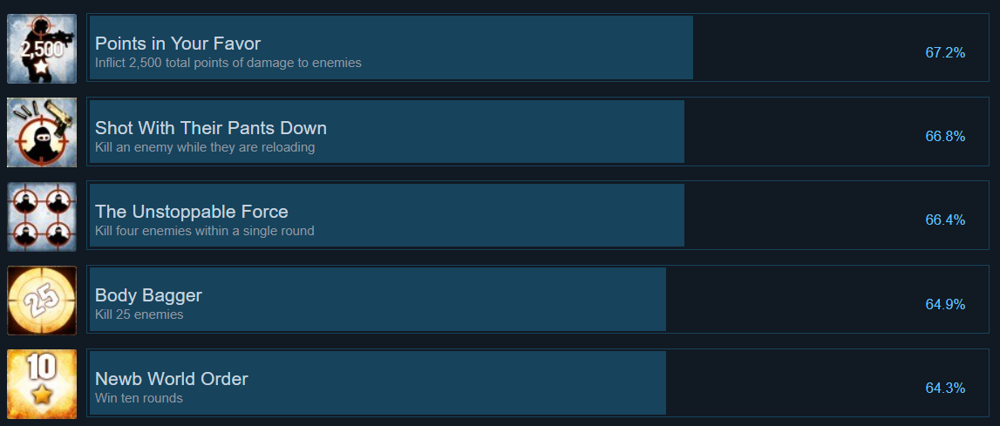 2,500
Points in Your Favor
Inflict 2,500 total points of damage to enemies
67.2%
Shot With Their Pants Down
Kill an enemy while they are reloading
66.8%
The Unstoppable Force
Kill four enemies within a single round
66.4%
25
Body Bagger
Kill 25 enemies
64.9%
10
Newb World Order
Win ten rounds
64.3%